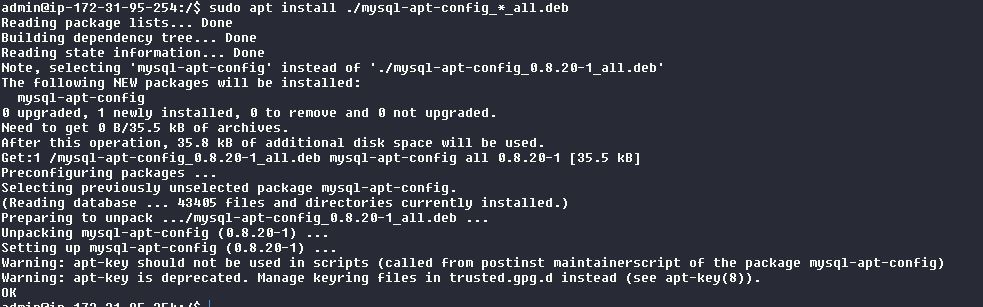 admin@ip-172-31-95-254:/$ sudo apt install ./mysql-apt-config_*_all.deb
Reading package lists... Done
Building dependency tree... Done
Reading state information... Done
Note, selecting 'mysql-apt-config' instead of './mysql-apt-config_0.8.20-1_all.deb'
The following NEW packages will be installed:
  mysql-apt-config
0 upgraded, 1 newly installed, 0 to remove and 0 not upgraded.
Need to get 0 B/35.5 kB of archives.
After this operation, 35.8 kB of additional disk space will be used.
Get:1 /mysql-apt-config_0.8.20-1_all.deb mysql-apt-config all 0.8.20-1 [35.5 kB]
Preconfiguring packages ...
Selecting previously unselected package mysql-apt-config.
(Reading database ... 43405 files and directories currently installed.)
Preparing to unpack .../mysql-apt-config_0.8.20-1_all.deb ...
Unpacking mysql-apt-config (0.8.20-1) ...
Setting up mysql-apt-config (0.8.20-1) ...
Warning: apt-key should not be used in scripts (called from postinst maintainerscript of the package mysql-apt-config)
Warning: apt-key is deprecated. Manage keyring files in trusted.gpg.d instead (see apt-key(8)).
OK
admin@ip-172-31-95-254:/$